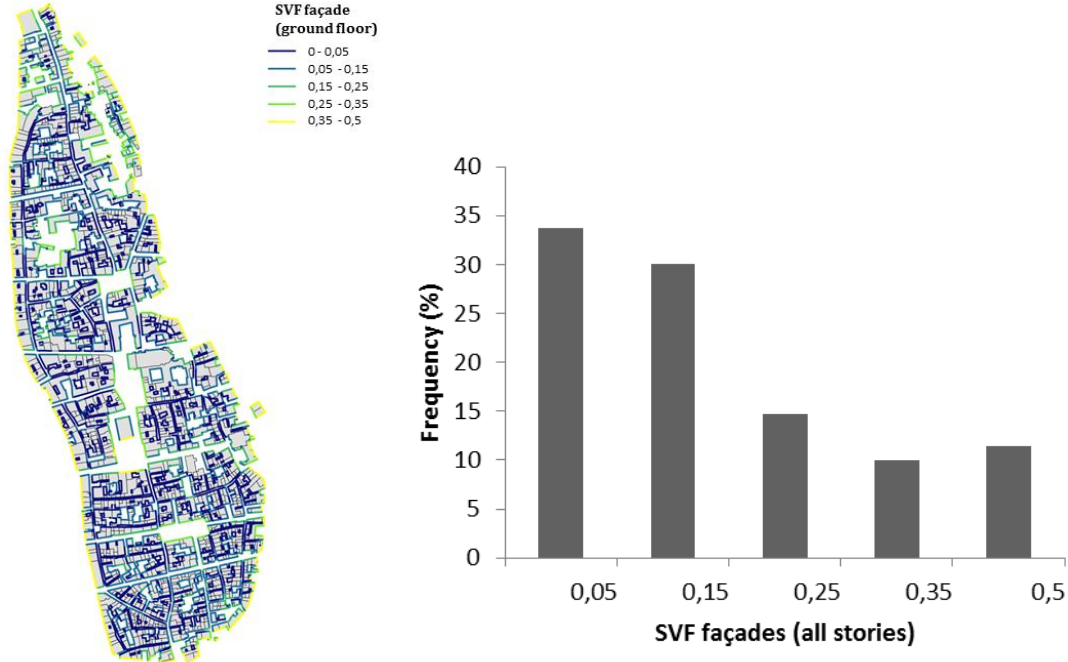 SVF façade
(ground floor)
0 - 0,05
0,05 - 0,15
0,15 - 0,25
0,25 - 0,35
0,35 - 0,5
40
35
30
25
20
15
10
5
0
Frequency (%)
0,05 0,15 0,25 0,35 0,5
SVF façades (all stories)